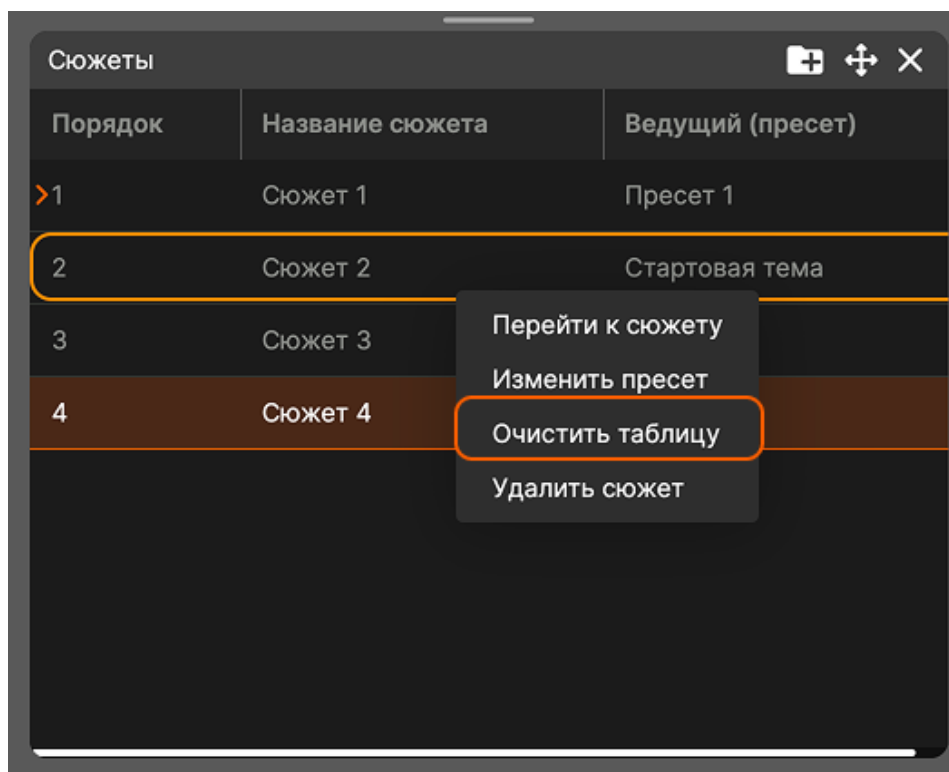 Сюжеты
Порядок Название сюжета Ведущий (пресет)
1 Сюжет 1 Пресет 1
2 Сюжет 2 Стартовая тема
3 Сюжет 3
4 Сюжет 4
Перейти к сюжету
Изменить пресет
Очистить таблицу
Удалить сюжет